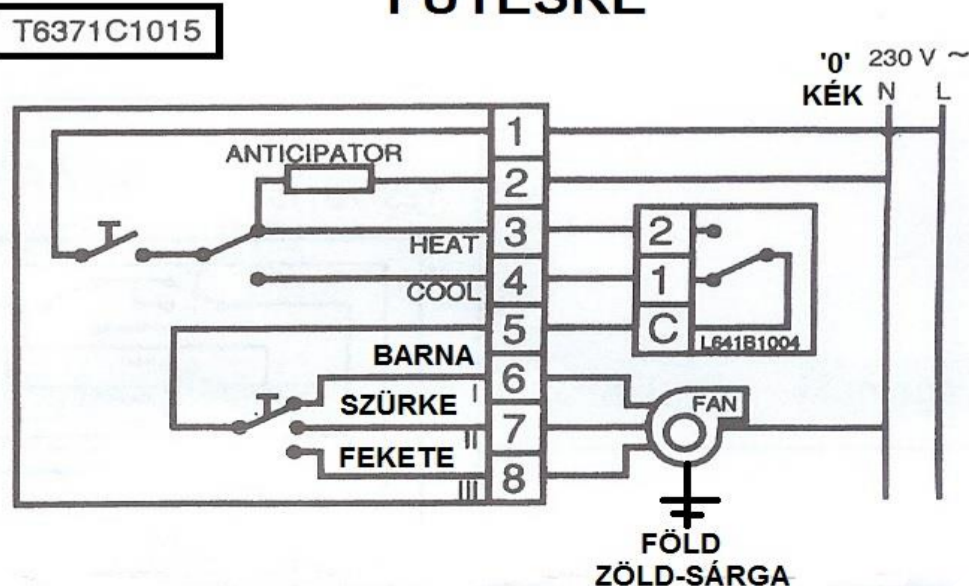 FŰTÉSRE
T6371C1015
'0' 230 V ~
KÉK N L
1
ANTICIPATOR
2
HEAT 3 2
COOL 4 1
5 C
L641B1004
BARNA 6
I
SZÜRKE FAN
II 7
FEKETE
III 8
FÖLD
ZÖLD-SÁRGA